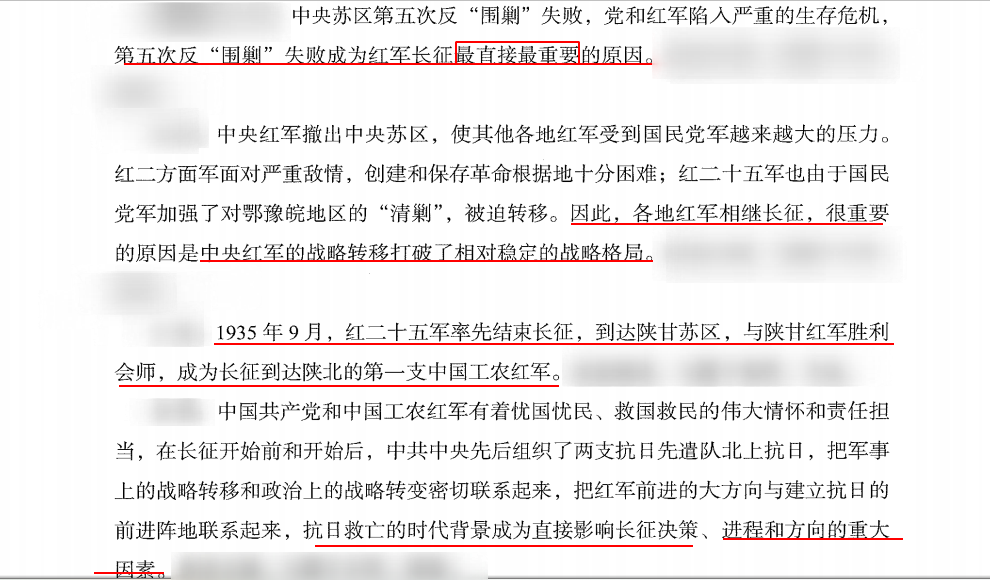 中央苏区第五次反“围剿”失败，党和红军陷入严重的生存危机，
第五次反“围剿”失败成为红军长征最直接最重要的原因。
中央红军撤出中央苏区，使其他各地红军受到国民党军越来越大的压力。
红二方面军面对严重敌情，创建和保存革命根据地十分困难；红二十五军也由于国民
党军加强了对鄂豫皖地区的“清剿”，被迫转移。因此，各地红军相继长征，很重要
的原因是中央红军的战略转移打破了相对稳定的战略格局。
1935年9月，红二十五军率先结束长征，到达陕甘苏区，与陕甘红军胜利
会师，成为长征到达陕北的第一支中国工农红军。
中国共产党和中国工农红军有着忧国忧民、救国救民的伟大情怀和责任担
当，在长征开始前和开始后，中共中央先后组织了两支抗日先遣队北上抗日，把军事
上的战略转移和政治上的战略转变密切联系起来，把红军前进的大方向与建立抗日的
前进阵地联系起来，抗日救亡的时代背景成为直接影响长征决策、进程和方向的重大
因素。